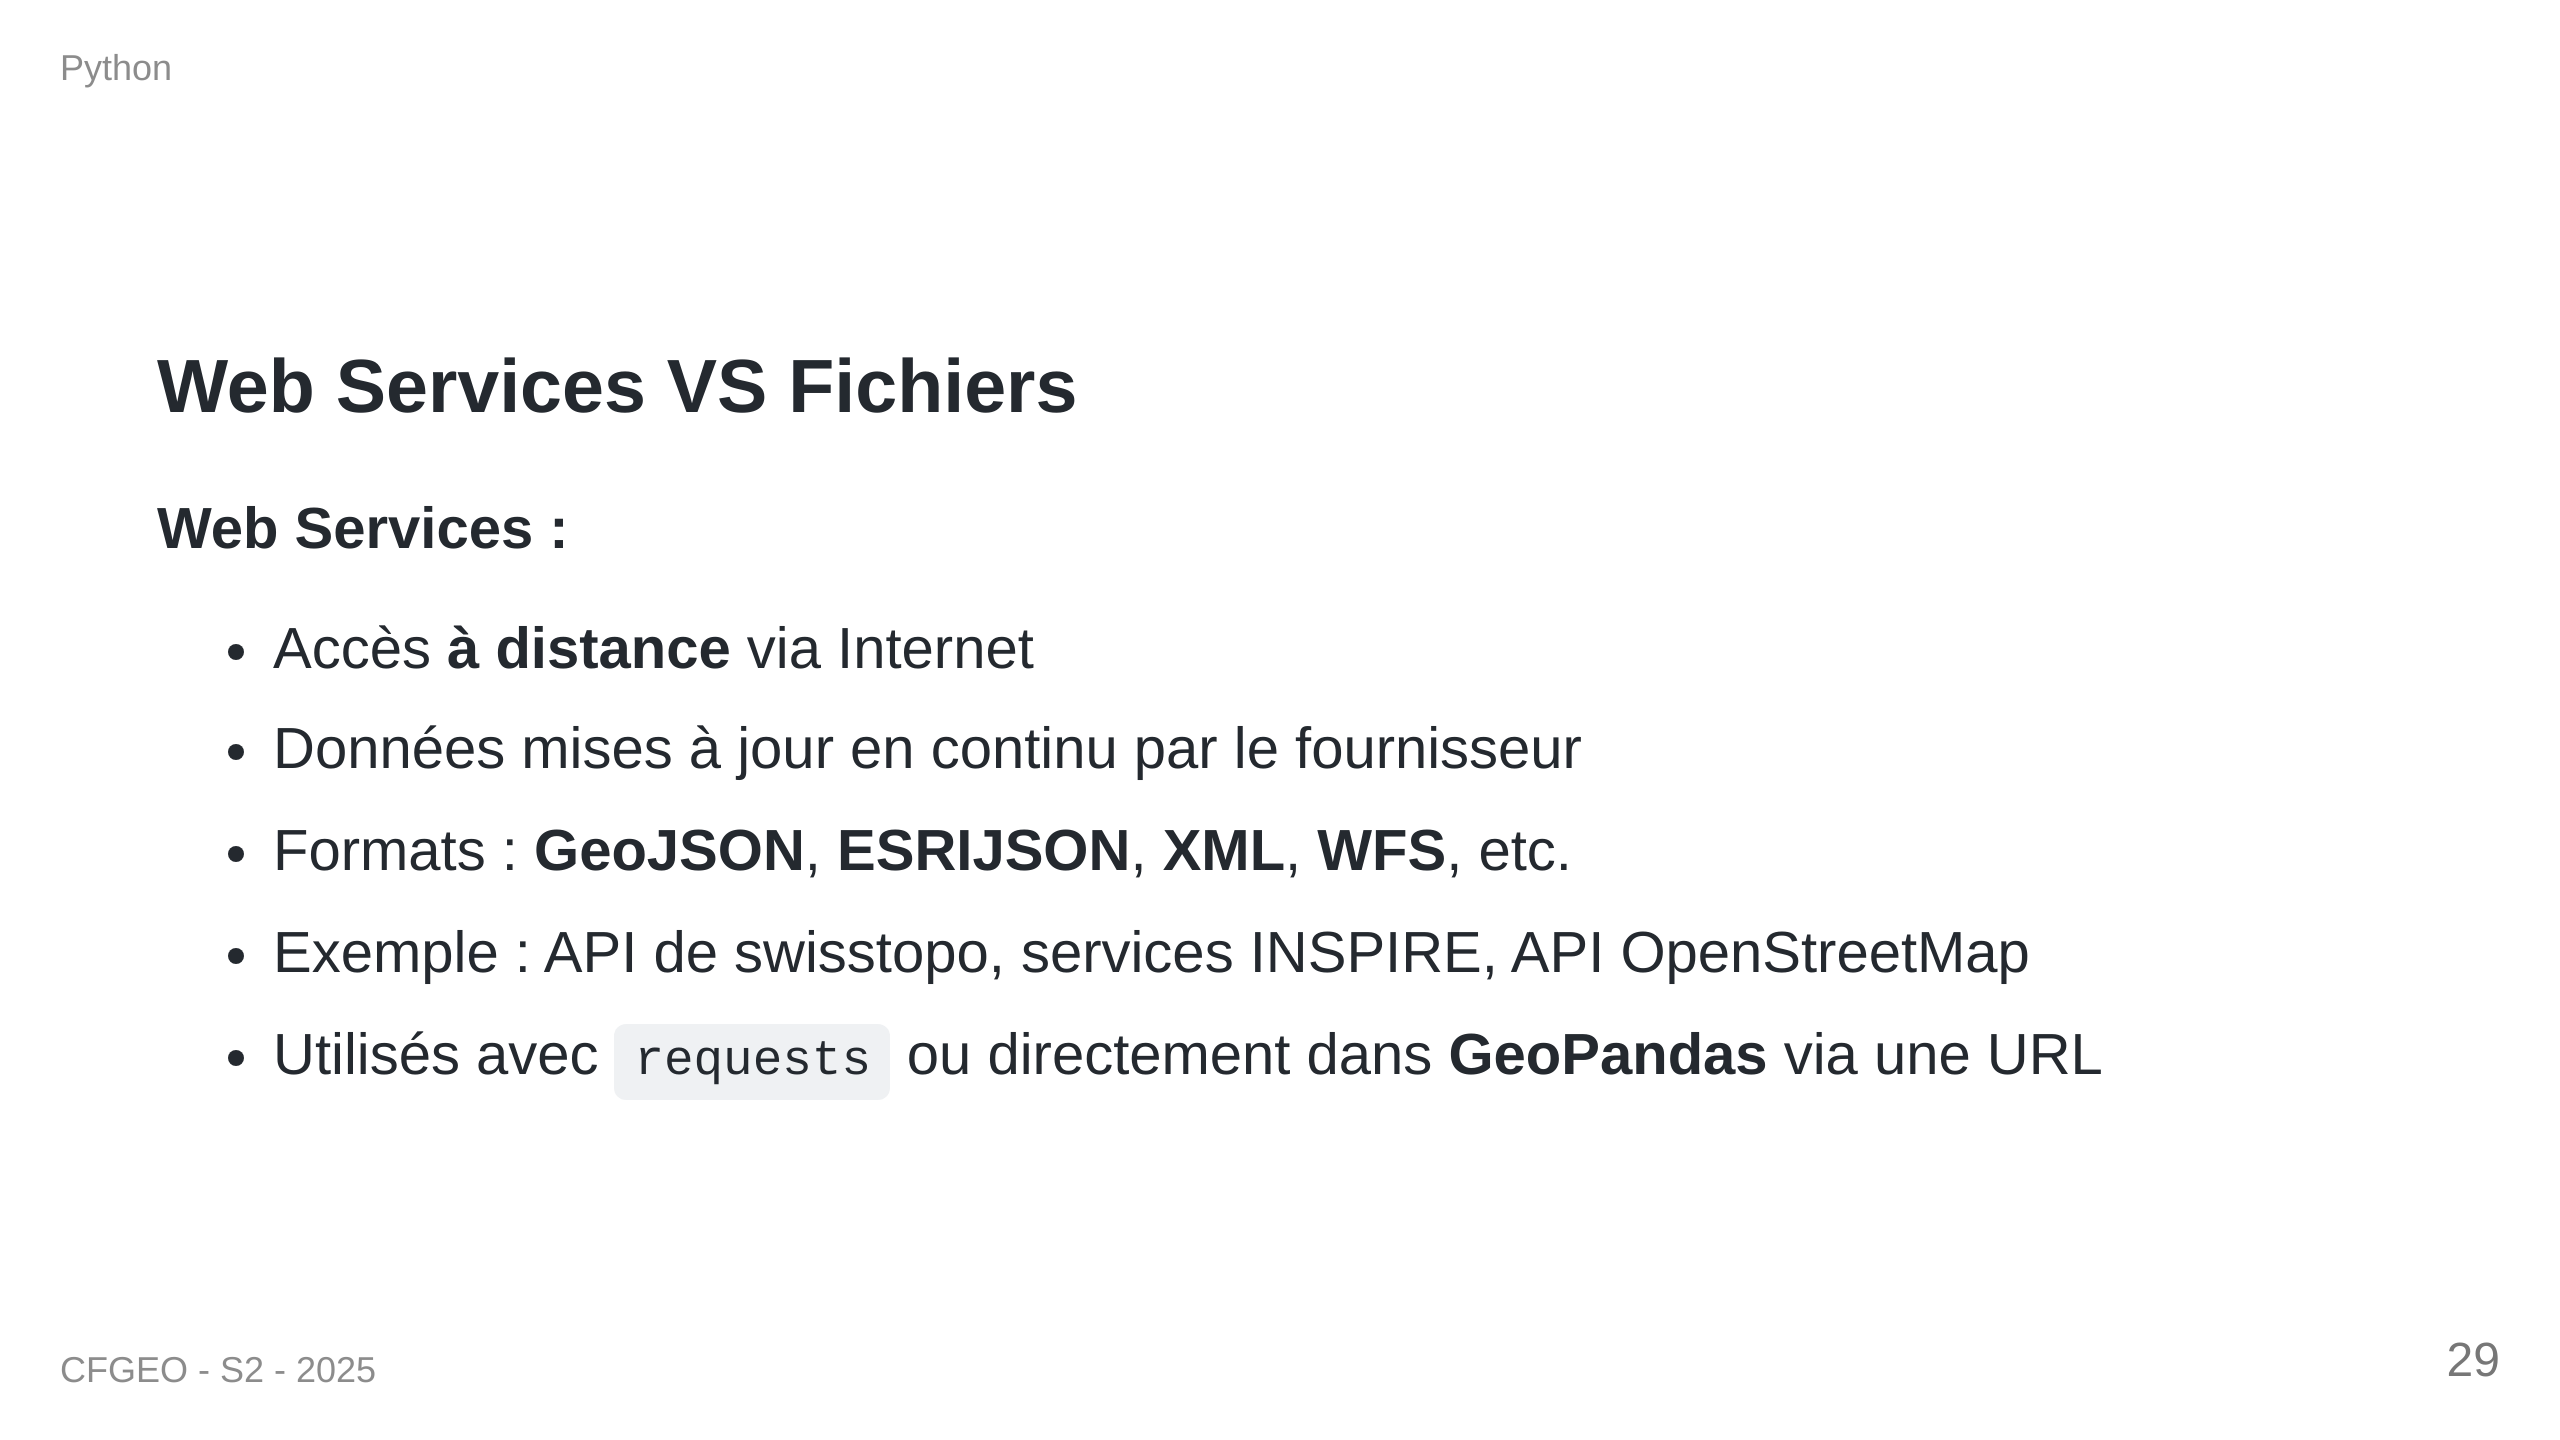 Python
Web Services VS Fichiers
Web Services :
• Accès à distance via Internet
• Données mises à jour en continu par le fournisseur
• Formats : GeoJSON, ESRIJSON, XML, WFS, etc.
• Exemple : API de swisstopo, services INSPIRE, API OpenStreetMap
• Utilisés avec requests ou directement dans GeoPandas via une URL
CFGEO - S2 - 2025
29